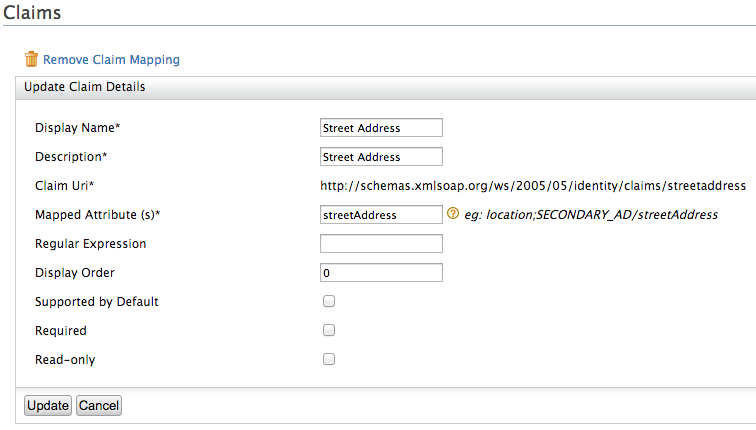 Claims
Remove Claim Mapping
Update Claim Details
Display Name* Street Address
Description* Street Address
Claim Uri* http://schemas.xmlsoap.org/ws/2005/05/identity/claims/streetaddress
Mapped Attribute (s)* streetAddress ? eg: location;SECONDARY_AD/streetAddress
Regular Expression
Display Order 0
Supported by Default
Required
Read-only
Update Cancel